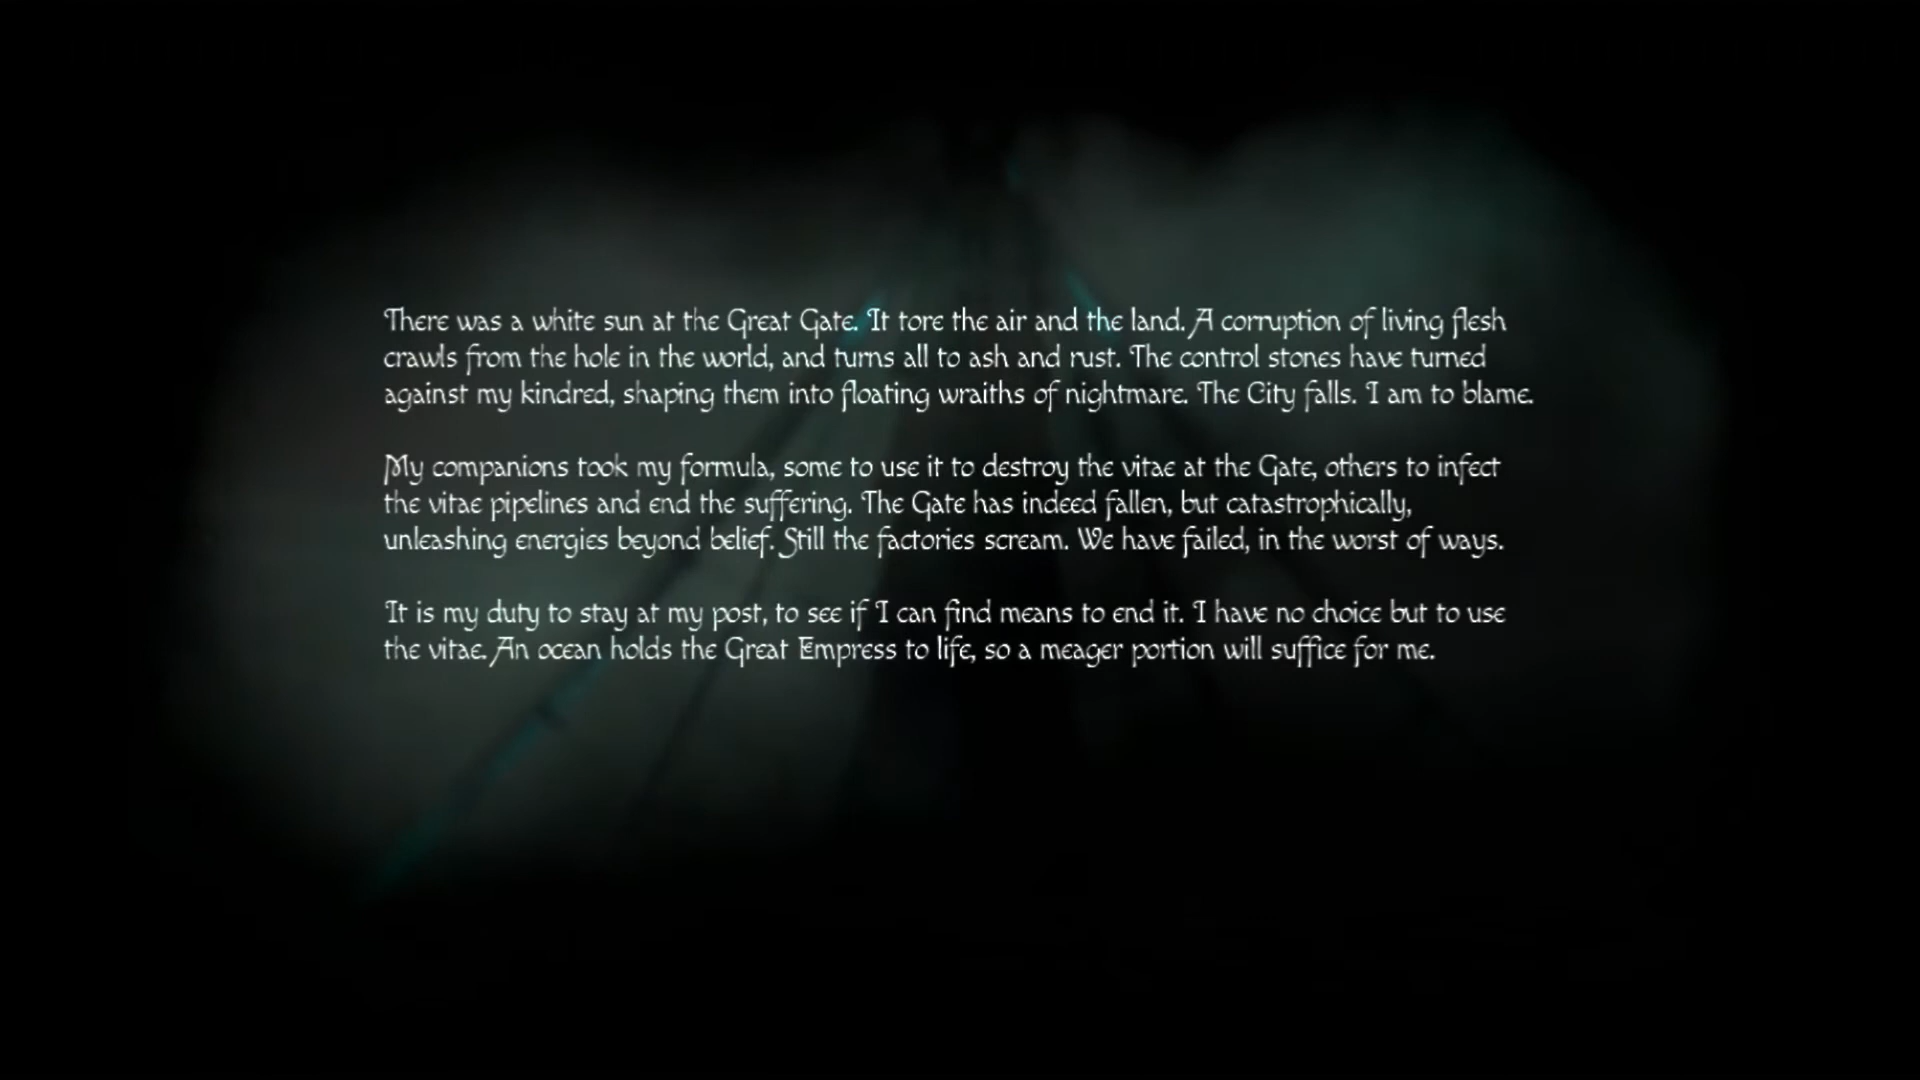 There was a white sun at the Great Gate. It tore the air and the land. A corruption of living flesh
crawls from the hole in the world, and turns all to ash and rust. The control stones have turned
against my kindred, shaping them into floating wraiths of nightmare. The City falls. I am to blame.
My companions took my formula, some to use it to destroy the vitae at the Gate, others to infect
the vitae pipelines and end the suffering. The Gate has indeed fallen, but catastrophically,
unleashing energies beyond belief. Still the factories scream. We have failed, in the worst of ways.
It is my duty to stay at my post, to see if I can find means to end it. I have no choice but to use
the vitae. An ocean holds the Great Empress to life, so a meager portion will suffice for me.